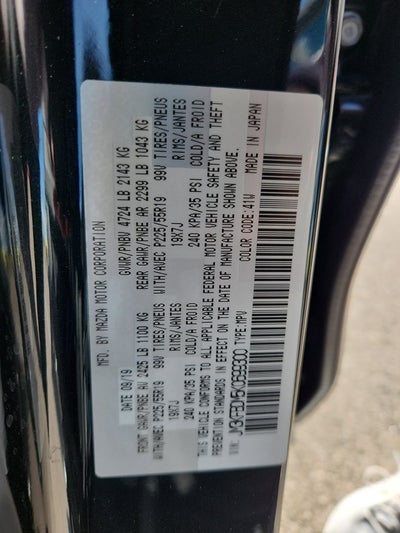 MFD. BY MAZDA MOTOR CORPORATION
DATE 09/19 GVWR/PNBV 4724 LB 2143 KG
FRONT GAWR/PNBE AV 2425 LB 1100 KG REAR GAWR/PNBE AR 2299 LB 1043 KG
WITH/AVEC P225/55R19 99V TIRES/PNEUS WITH/AVEC P225/55R19 99V TIRES/PNEUS
19X7J RIMS/JANTES 19X7J RIMS/JANTES
240 KPA/35 PSI COLD/A FROID 240 KPA/35 PSI COLD/A FROID
THIS VEHICLE CONFORMS TO ALL APPLICABLE FEDERAL MOTOR VEHICLE SAFETY AND THEFT
PREVENTION STANDARDS IN EFFECT ON THE DATE OF MANUFACTURE SHOWN ABOVE.
VIN: COLOR CODE:41W MADE IN JAPAN
TYPE:MPV